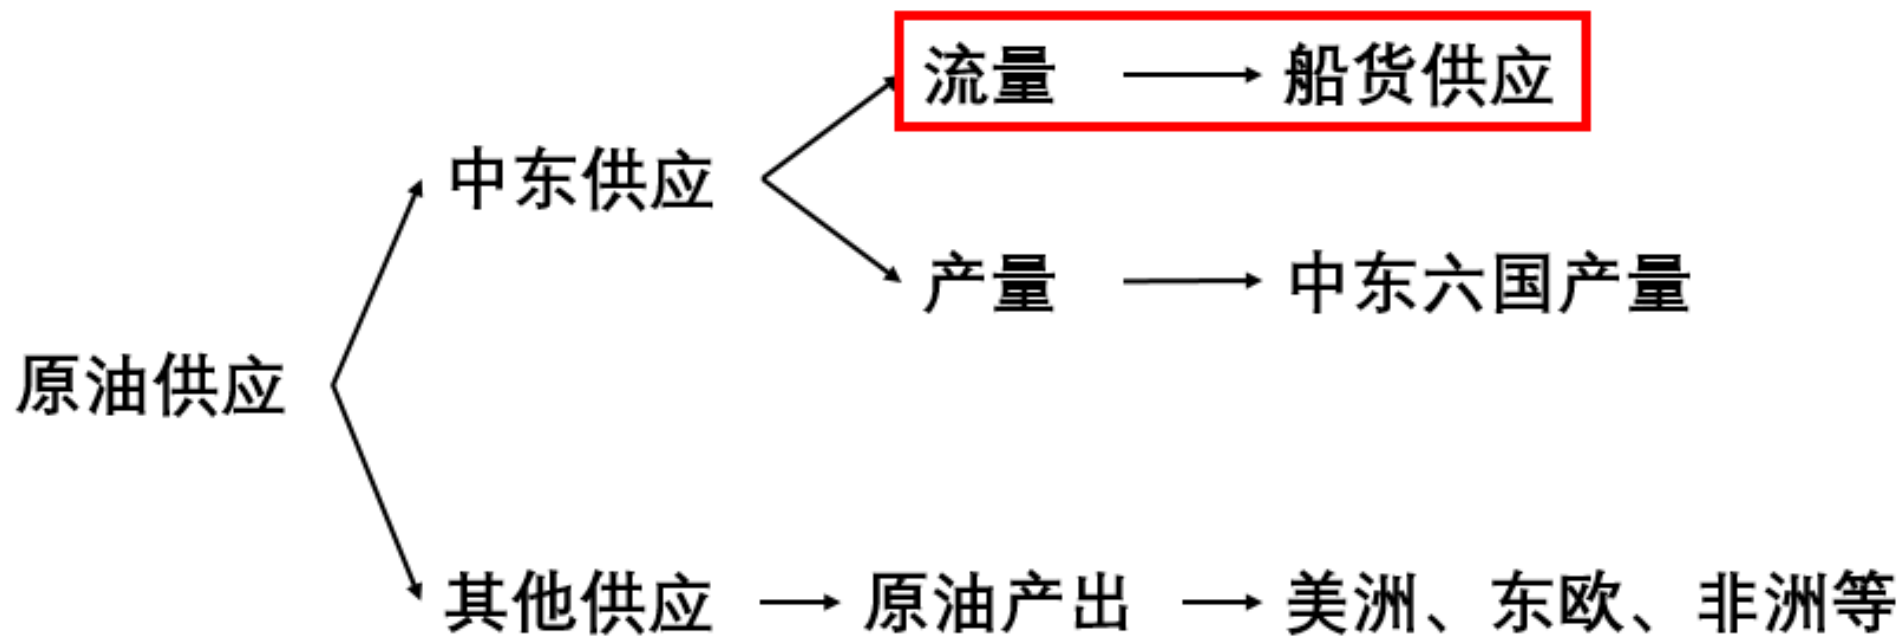 流量 船货供应
中东供应
产量 中东六国产量
原油供应
其他供应 原油产出 美洲、东欧、非洲等